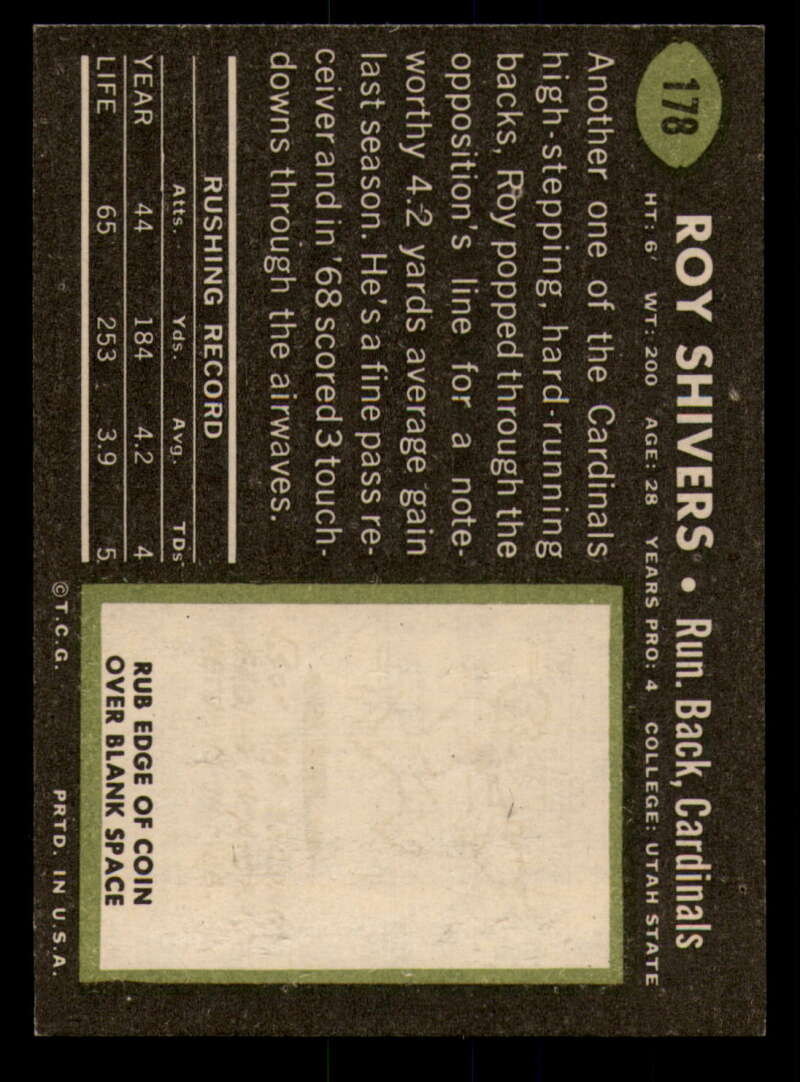 178
ROY SHIVERS • Run. Back, Cardinals
HT: 6' WT: 200 AGE: 28 YEARS PRO: 4 COLLEGE: UTAH STATE
Another one of the Cardinals
high-stepping, hard-running
backs, Roy popped through the
opposition's line for a note-
worthy 4.2 yards average gain
last season. He's a fine pass re-
ceiver and in '68 scored 3 touch-
downs through the airwaves.
RUSHING RECORD
Atts. Yds. Avg. TDs
YEAR 44 184 4.2 4
LIFE 65 253 3.9 5
RUB EDGE OF COIN
OVER BLANK SPACE
©T.C.G. PRTD. IN U.S.A.